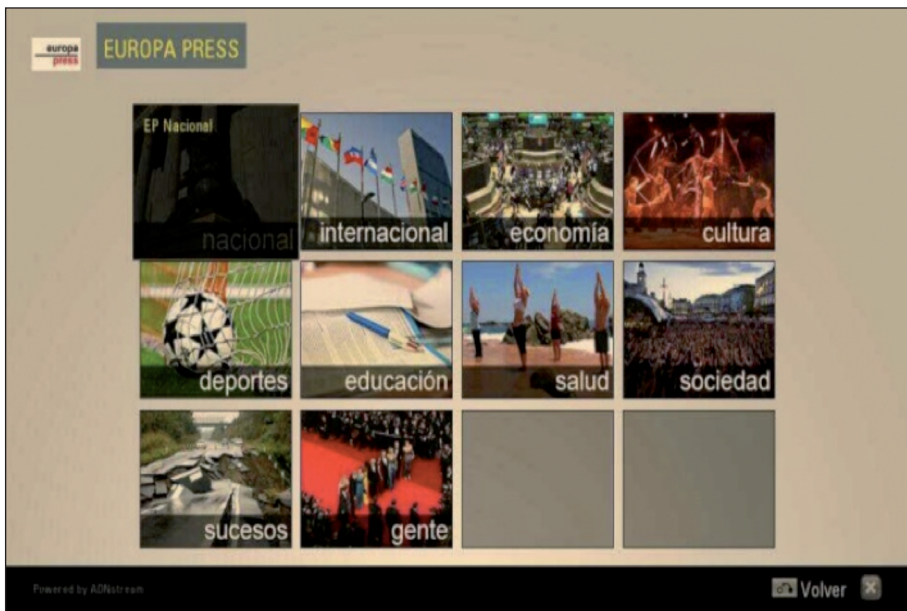 europa
press
EUROPA PRESS
EP Nacional
nacional
internacional
economía
cultura
deportes
educación
salud
sociedad
sucesos
gente
Powered by ADNstream
Volver
X